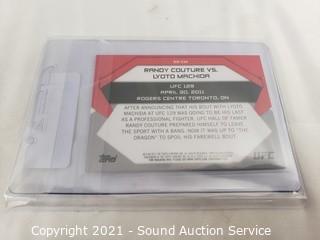 RANDY COUTURE VS.
LYOTO MACHIDA
UFC 129
APRIL 30, 2011
ROGERS CENTRE TORONTO, ON
AFTER ANNOUNCING THAT HIS BOUT WITH LYOTO
MACHIDA AT UFC 129 WAS GOING TO BE HIS LAST
AS A PROFESSIONAL FIGHTER, UFC HALL OF FAMER
RANDY COUTURE PREPARED HIMSELF TO LEAVE
THE SPORT WITH A BANG. NOW IT WAS UP TO "THE
DRAGON" TO SPOIL HIS FAREWELL.
Topps
UFC
Copyright 2021 - Sound Auction Service